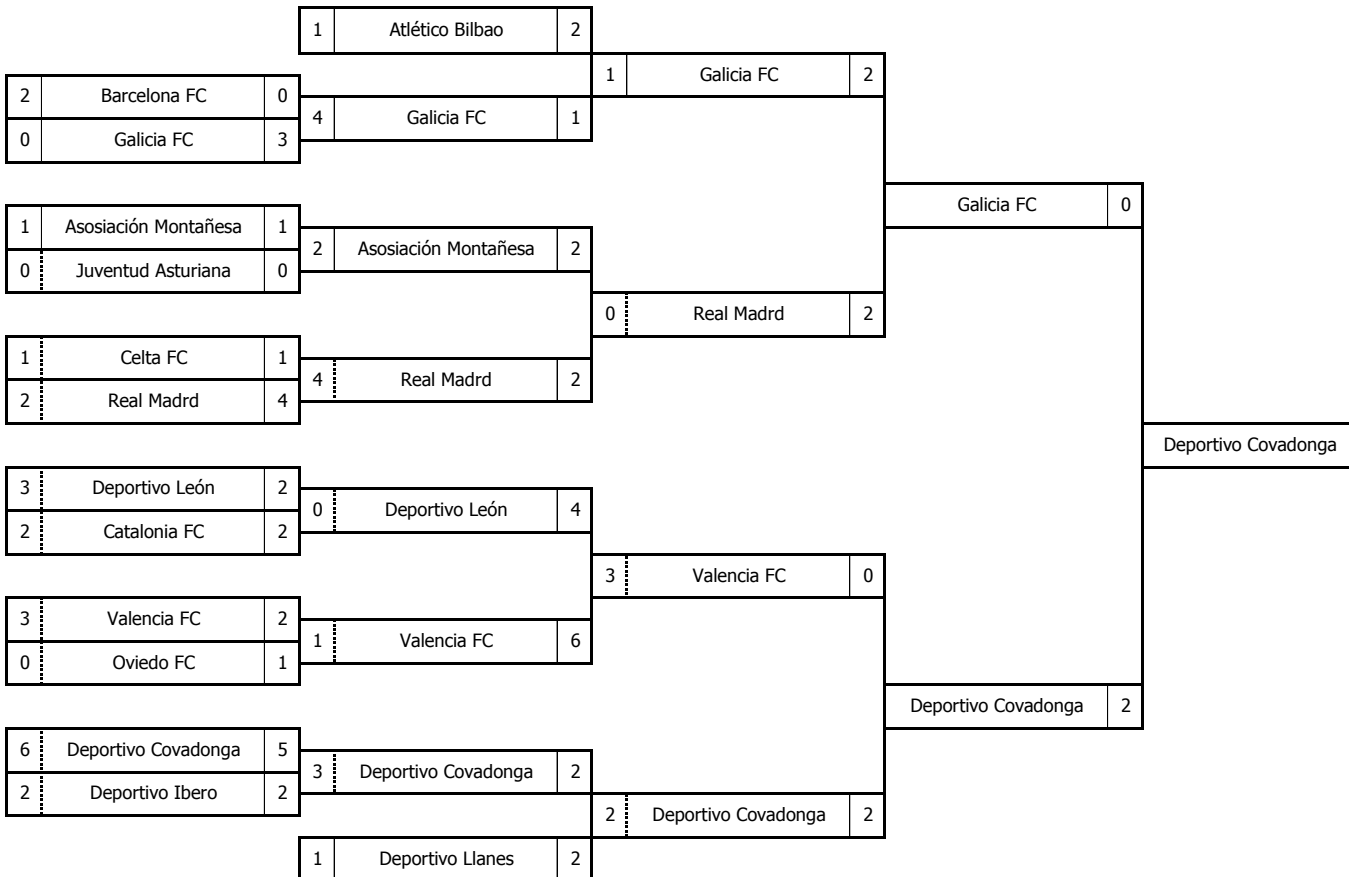 1 Atlético Bilbao 2
1 Galicia FC 2
2 Barcelona FC 0
4 Galicia FC 1
0 Galicia FC 3
Galicia FC 0
1 Asosiación Montañesa 1
2 Asosiación Montañesa 2
0 Juventud Asturiana 0
0 Real Madrd 2
1 Celta FC 1
4 Real Madrd 2
2 Real Madrd 4
Deportivo Covadonga
3 Deportivo León 2
0 Deportivo León 4
2 Catalonia FC 2
3 Valencia FC 0
3 Valencia FC 2
1 Valencia FC 6
0 Oviedo FC 1
Deportivo Covadonga 2
6 Deportivo Covadonga 5
3 Deportivo Covadonga 2
2 Deportivo Ibero 2
2 Deportivo Covadonga 2
1 Deportivo Llanes 2